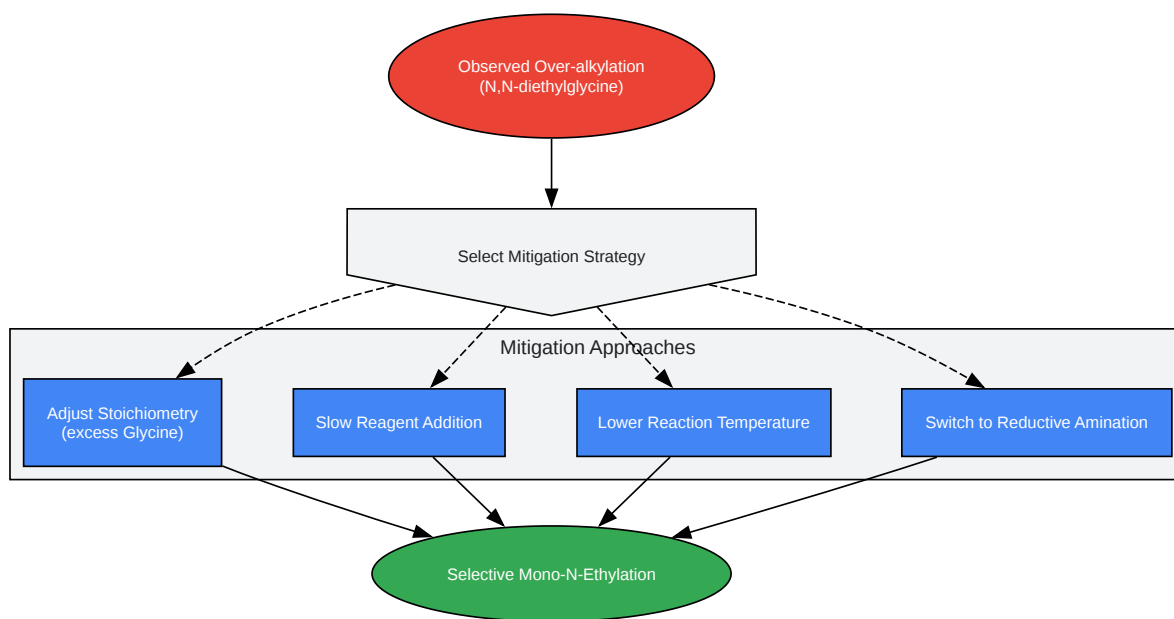 Observed Over-alkylation
(N,N-diethylglycine)
Select Mitigation Strategy
Mitigation Approaches
Adjust Stoichiometry
(excess Glycine)
Slow Reagent Addition
Lower Reaction Temperature
Switch to Reductive Amination
Selective Mono-N-Ethylation